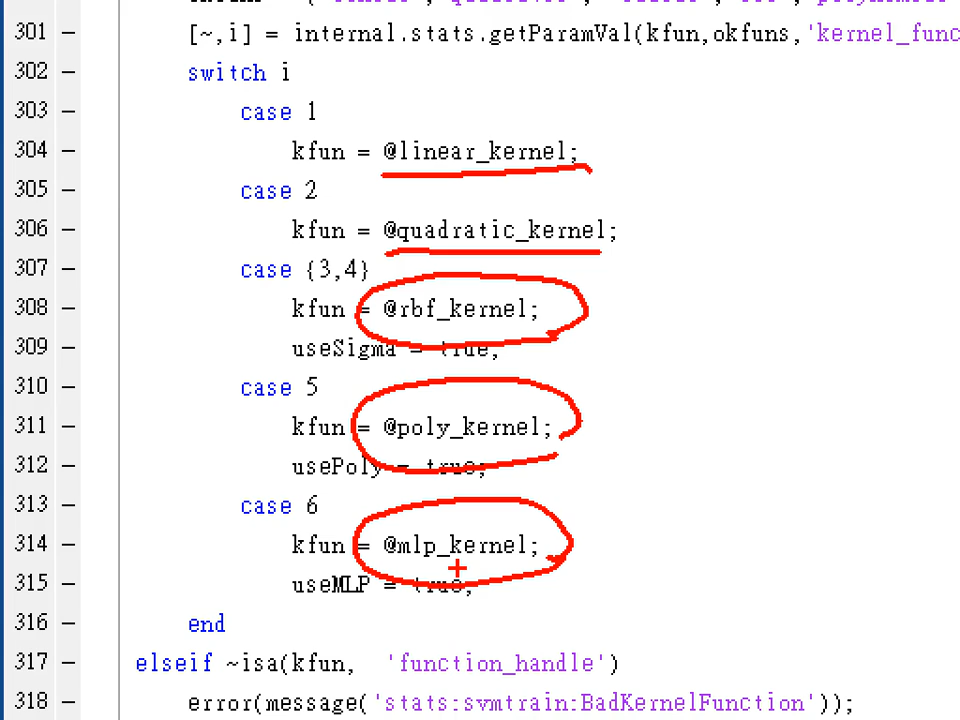 301 – [~,i] = internal.stats.getParamVal(kfun,okfuns,'kernel_func
302 – switch i
303 – case 1
304 – kfun = @linear_kernel;
305 – case 2
306 – kfun = @quadratic_kernel;
307 – case {3,4}
308 – kfun = @rbf_kernel;
309 – useSigma = true;
310 – case 5
311 – kfun = @poly_kernel;
312 – usePoly = true;
313 – case 6
314 – kfun = @mlp_kernel;
315 – useMLP = true;
316 – end
317 – elseif ~isa(kfun, 'function_handle')
318 – error(message('stats:svmtrain:BadKernelFunction'));